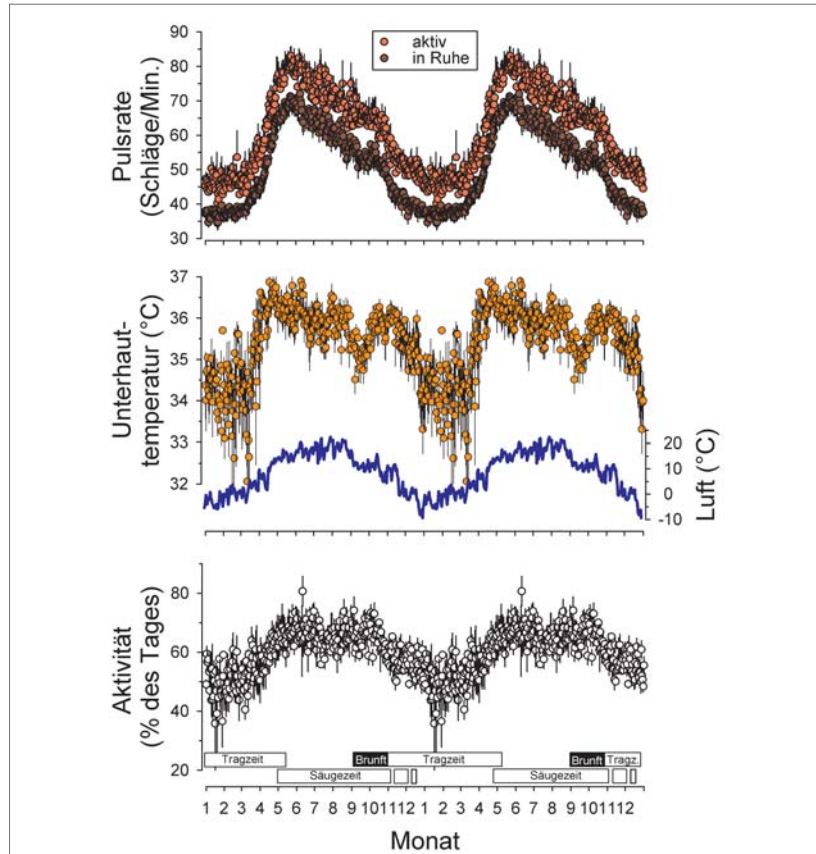 aktiv
in Ruhe
Pulsrate
(Schläge/Min.)
90
80
70
60
50
40
30
Unterhaut-
temperatur (°C)
37
36
35
34
33
32
20
10
0
-10
Luft (°C)
Aktivität
(% des Tages)
80
60
40
20
Tragzeit
Brunft
Tragzeit
Brunft
Tragz.
Säugezeit
Säugezeit
1 2 3 4 5 6 7 8 9 10 11 12 1 2 3 4 5 6 7 8 9 10 11 12
Monat